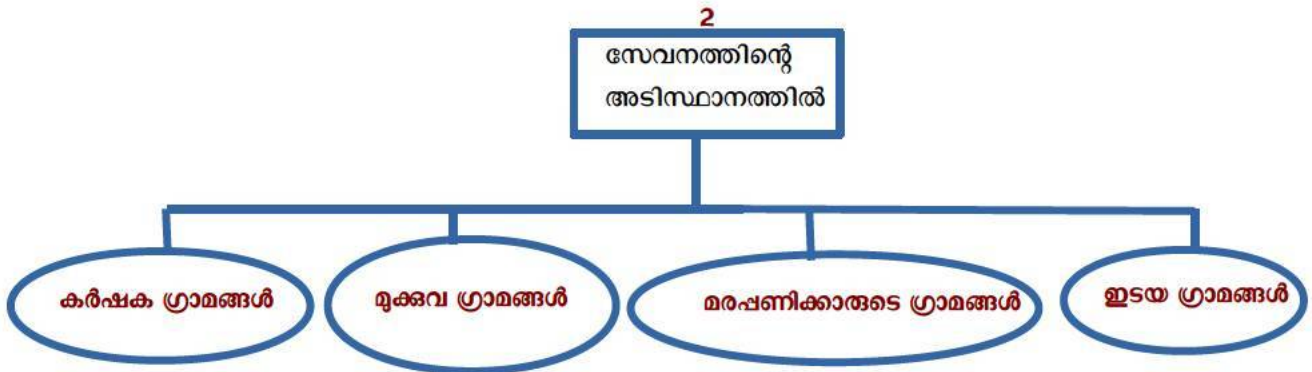 2
സേവനത്തിന്റെ
അടിസ്ഥാനത്തിൽ
കർഷക ഗ്രാമങ്ങൾ
മുക്കുവ ഗ്രാമങ്ങൾ
മരപ്പണിക്കാരുടെ ഗ്രാമങ്ങൾ
ഇടയ ഗ്രാമങ്ങൾ